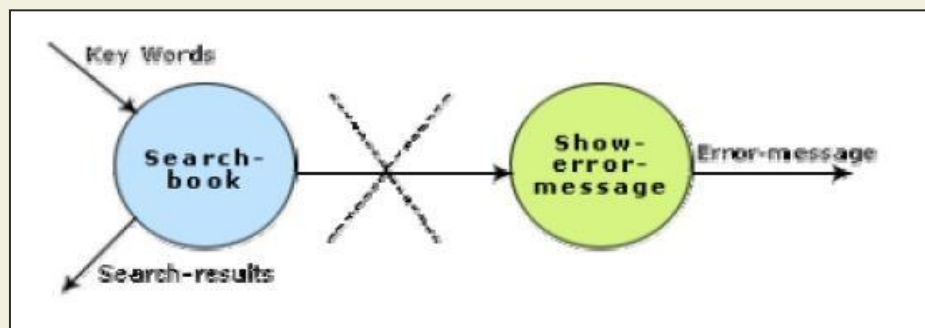 Key Words
Search-
book
Show-
error-
message
Error-message
Search-results